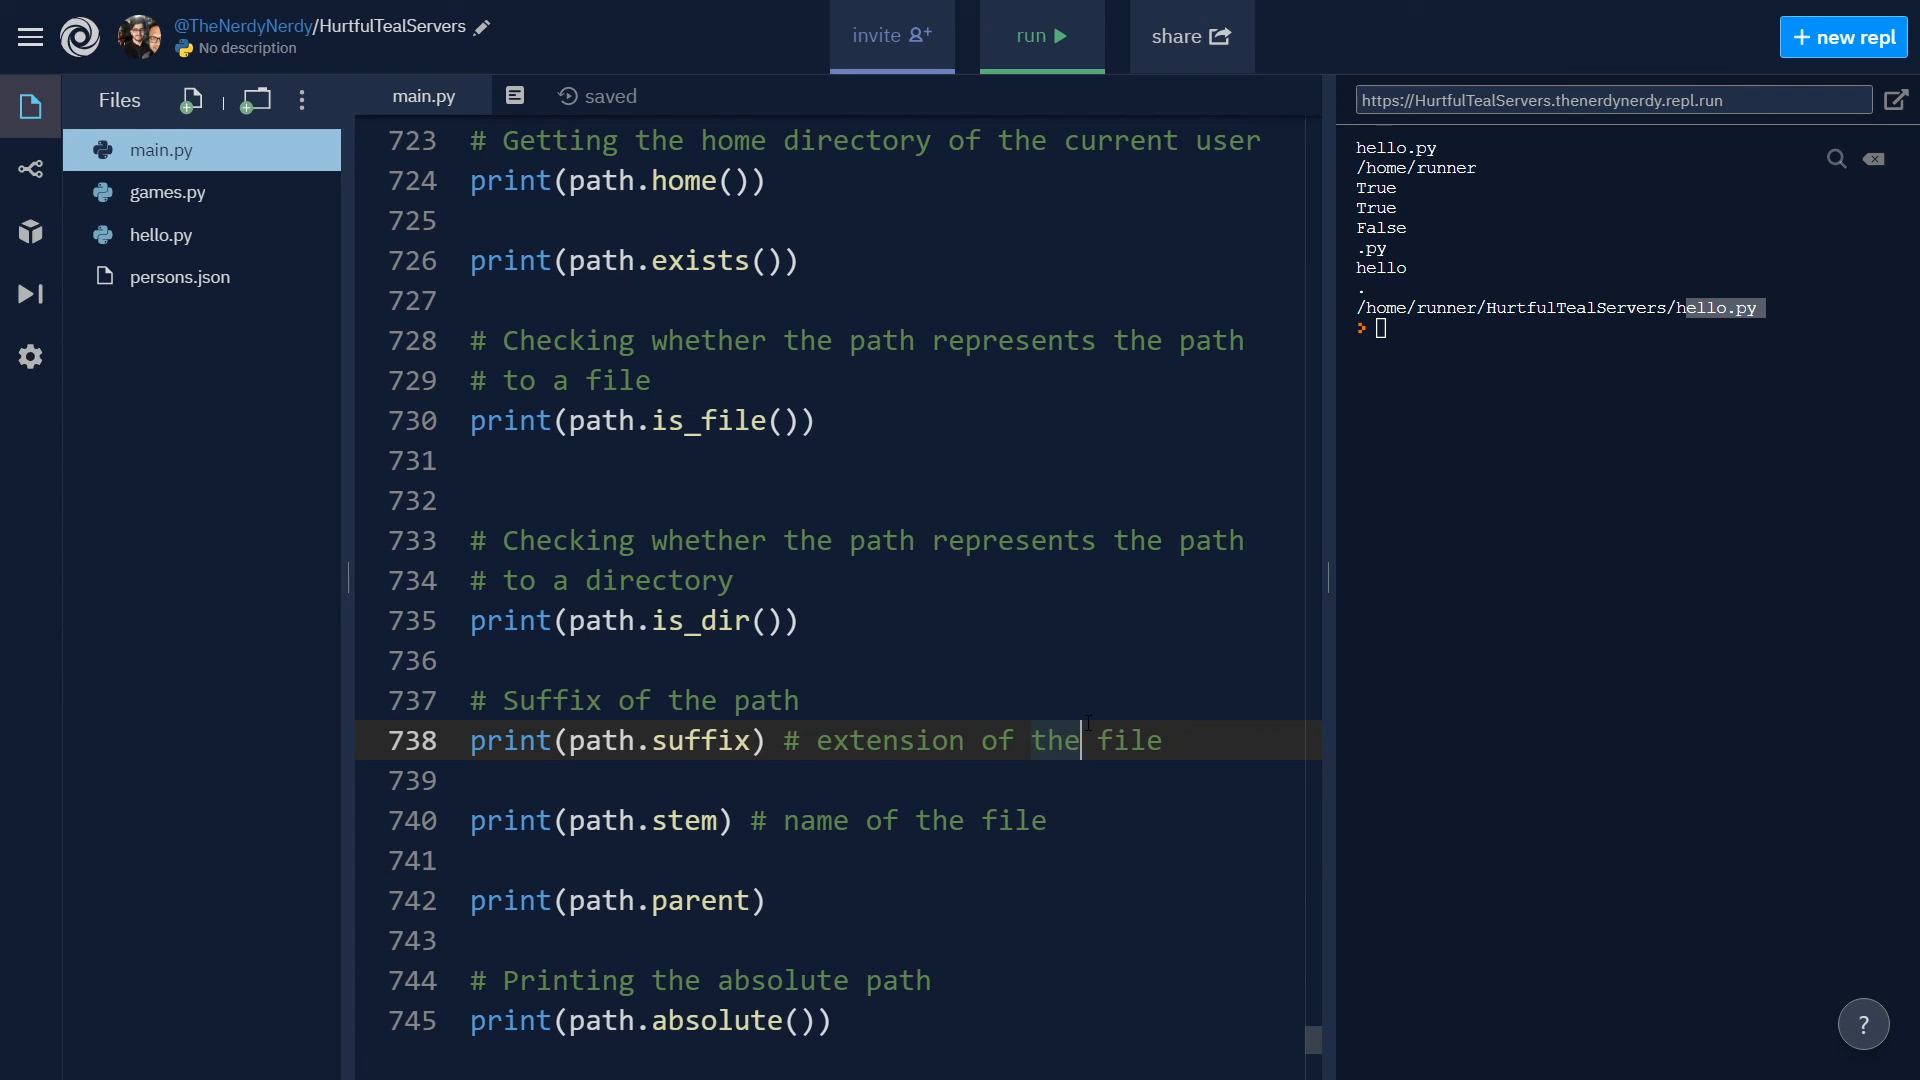 @TheNerdyNerdy/HurtfulTealServers
No description
invite
run
share
+ new repl
Files
main.py
games.py
hello.py
persons.json
main.py
saved
723 # Getting the home directory of the current user
724 print(path.home())
725
726 print(path.exists())
727
728 # Checking whether the path represents the path
729 # to a file
730 print(path.is_file())
731
732
733 # Checking whether the path represents the path
734 # to a directory
735 print(path.is_dir())
736
737 # Suffix of the path
738 print(path.suffix) # extension of the file
739
740 print(path.stem) # name of the file
741
742 print(path.parent)
743
744 # Printing the absolute path
745 print(path.absolute())
https://HurtfulTealServers.thenerdynerdy.repl.run
hello.py
/home/runner
True
True
False
.py
hello
.
/home/runner/HurtfulTealServers/hello.py
>
?